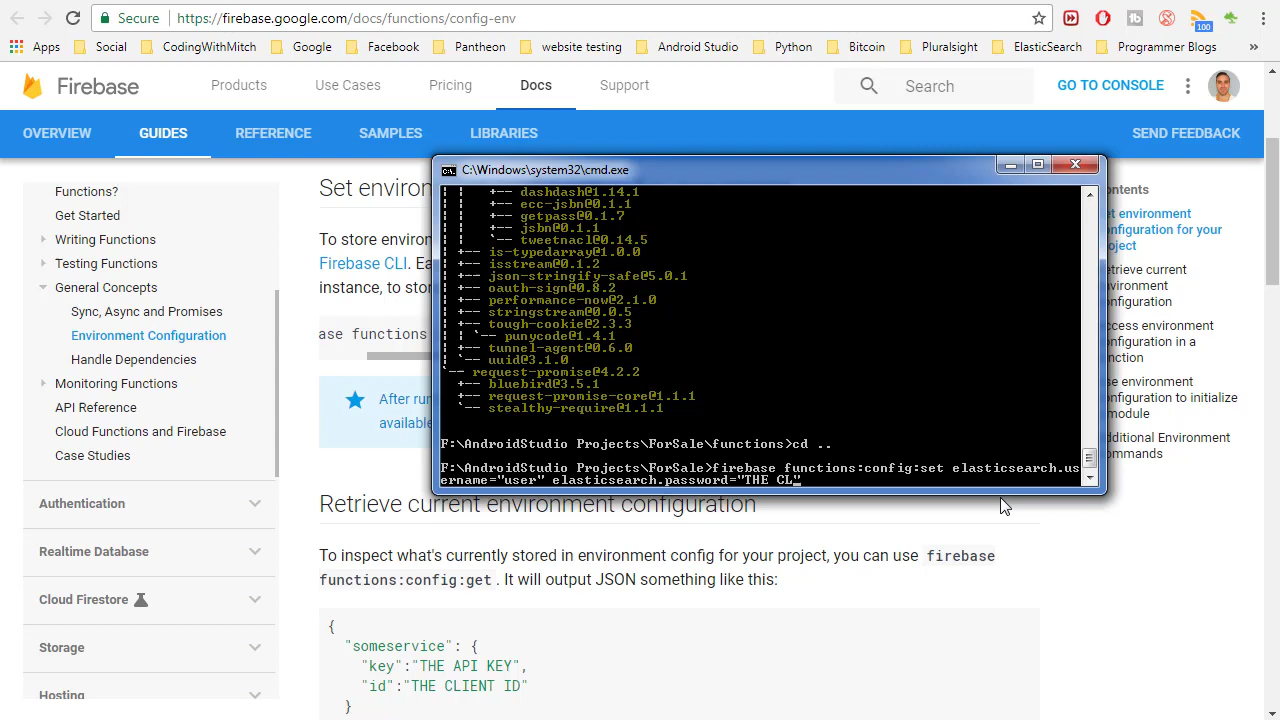 Secure https://firebase.google.com/docs/functions/config-env
100
Apps Social CodingWithMitch Google Facebook Pantheon website testing Android Studio Python Bitcoin Pluralsight ElasticSearch Programmer Blogs »
Firebase Products Use Cases Pricing Docs Support Search GO TO CONSOLE
OVERVIEW GUIDES REFERENCE SAMPLES LIBRARIES SEND FEEDBACK
Functions?
Get Started
Writing Functions
Testing Functions
General Concepts
Sync, Async and Promises
Environment Configuration
Handle Dependencies
Monitoring Functions
API Reference
Cloud Functions and Firebase
Case Studies
Authentication
Realtime Database
Cloud Firestore
Storage
Hosting
Set environ
To store environ
Firebase CLI. Ea
instance, to stor
ase functions
After run
available
C:\Windows\system32\cmd.exe
+-- dashdash@1.14.1
+-- ecc-jsbn@0.1.1
+-- getpass@0.1.7
+-- jsbn@0.1.1
`-- tweetnacl@0.14.5
+-- is-typedarray@1.0.0
+-- isstream@0.1.2
+-- json-stringify-safe@5.0.1
+-- oauth-sign@0.8.2
+-- performance-now@2.1.0
+-- stringstream@0.0.5
+-- tough-cookie@2.3.3
| `-- punycode@1.4.1
+-- tunnel-agent@0.6.0
`-- uuid@3.1.0
`-- request-promise@4.2.2
+-- bluebird@3.5.1
+-- request-promise-core@1.1.1
`-- stealthy-require@1.1.1
F:\AndroidStudio Projects\ForSale\functions>cd ..
F:\AndroidStudio Projects\ForSale>firebase functions:config:set elasticsearch.us
ername="user" elasticsearch.password="THE CL"
Retrieve current environment configuration
To inspect what's currently stored in environment config for your project, you can use firebase
functions:config:get . It will output JSON something like this:
{
"someservice": {
"key":"THE API KEY",
"id":"THE CLIENT ID"
}
ontents
et environment
configuration for your
project
etrieve current
environment
configuration
ccess environment
configuration in a
unction
se environment
configuration to initialize
module
dditional Environment
commands